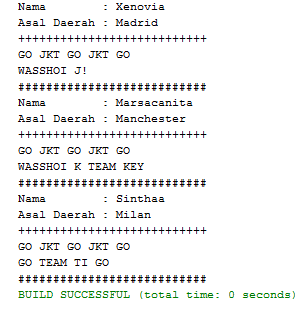 Nama        : Xenovia
Asal Daerah : Madrid
+++++++++++++++++++++++++++
GO JKT GO JKT GO
WASSHOI J!
###########################
Nama        : Marsacanita
Asal Daerah : Manchester
+++++++++++++++++++++++++++
GO JKT GO JKT GO
WASSHOI K TEAM KEY
###########################
Nama        : Sinthaa
Asal Daerah : Milan
+++++++++++++++++++++++++++
GO JKT GO JKT GO
GO TEAM TI GO
###########################
BUILD SUCCESSFUL (total time: 0 seconds)